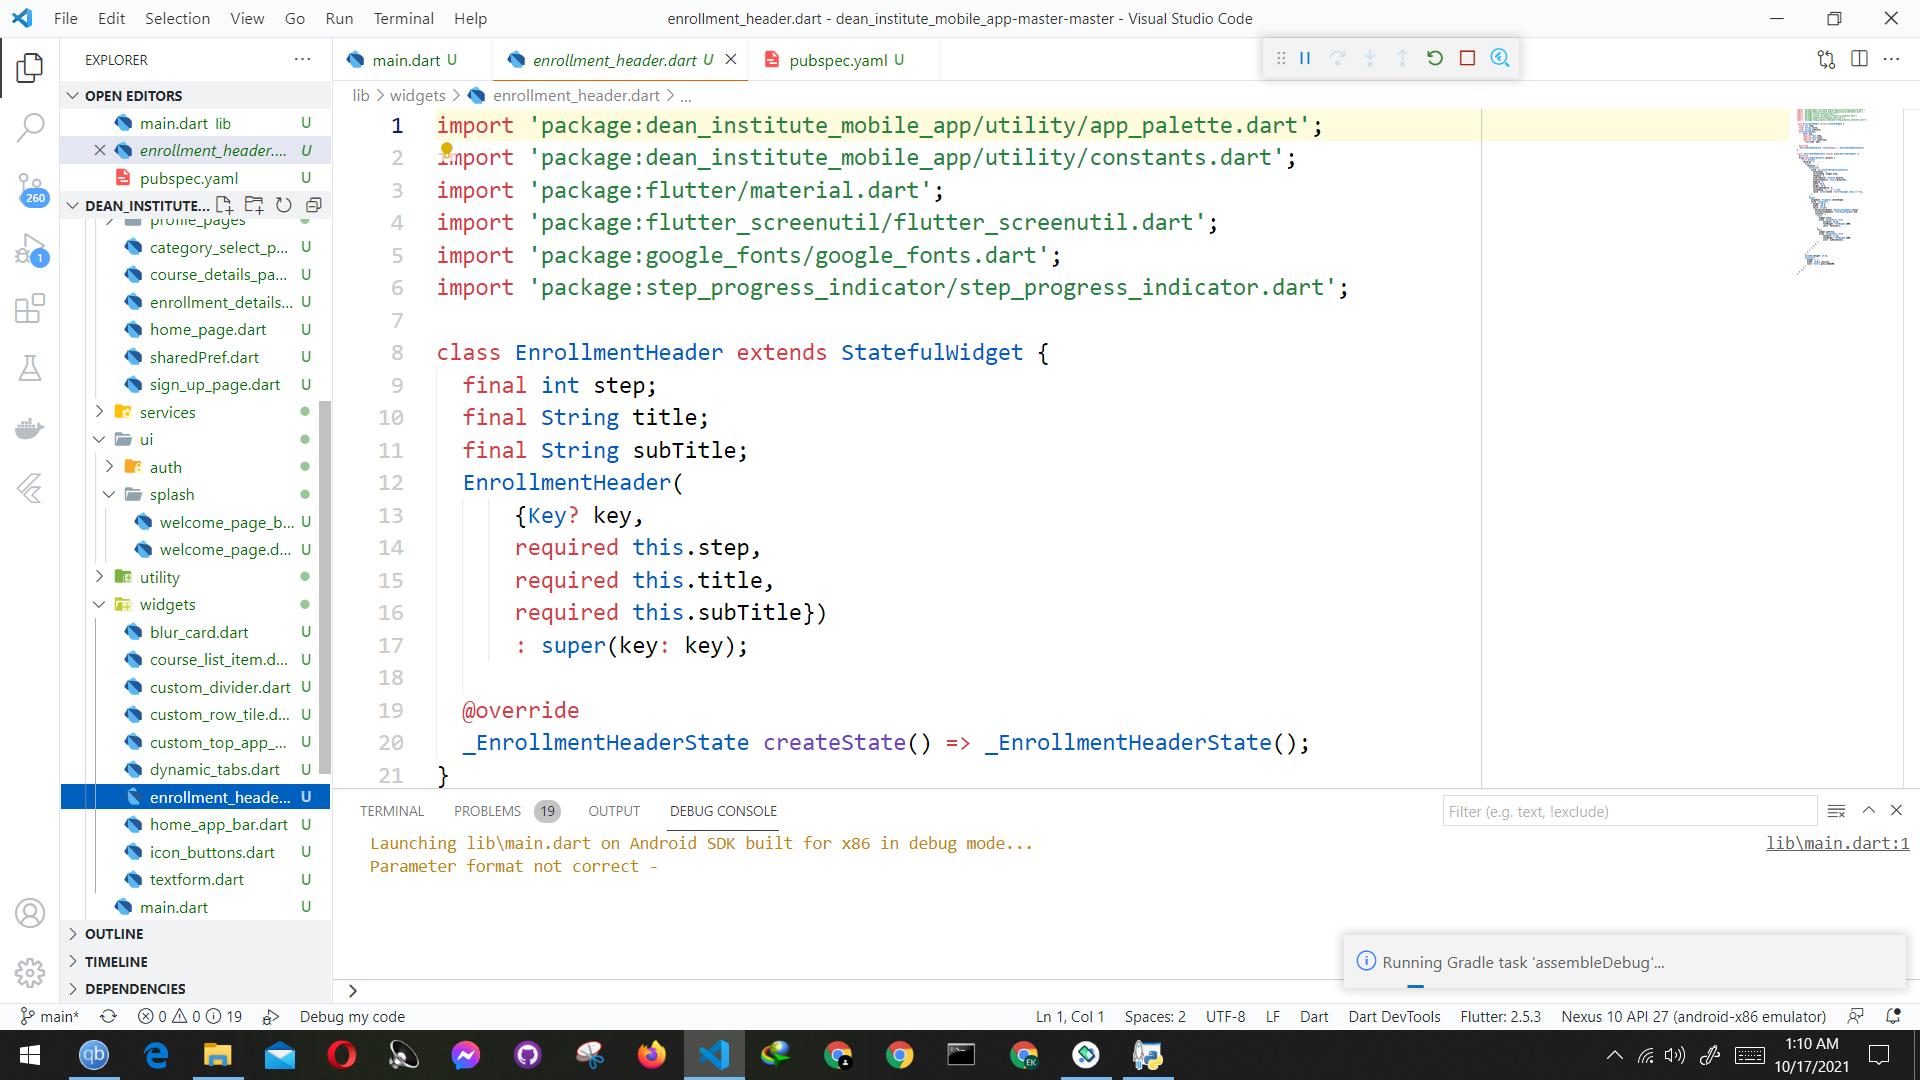 File Edit Selection View Go Run Terminal Help
enrollment_header.dart - dean_institute_mobile_app-master-master - Visual Studio Code
EXPLORER
OPEN EDITORS
main.dart lib U
enrollment_header.... U
pubspec.yaml U
DEAN_INSTITUTE...
profile_pages
category_select_p... U
course_details_pa... U
enrollment_details... U
home_page.dart U
sharedPref.dart U
sign_up_page.dart U
services
ui
auth
splash
welcome_page_b... U
welcome_page.d... U
utility
widgets
blur_card.dart U
course_list_item.d... U
custom_divider.dart U
custom_row_tile.d... U
custom_top_app_... U
dynamic_tabs.dart U
enrollment_heade... U
home_app_bar.dart U
icon_buttons.dart U
textform.dart U
main.dart U
OUTLINE
TIMELINE
DEPENDENCIES
260
1
main.dart U
enrollment_header.dart U
pubspec.yaml U
lib > widgets > enrollment_header.dart > ...
1 import 'package:dean_institute_mobile_app/utility/app_palette.dart';
2 import 'package:dean_institute_mobile_app/utility/constants.dart';
3 import 'package:flutter/material.dart';
4 import 'package:flutter_screenutil/flutter_screenutil.dart';
5 import 'package:google_fonts/google_fonts.dart';
6 import 'package:step_progress_indicator/step_progress_indicator.dart';
7
8 class EnrollmentHeader extends StatefulWidget {
9 final int step;
10 final String title;
11 final String subTitle;
12 EnrollmentHeader(
13 {Key? key,
14 required this.step,
15 required this.title,
16 required this.subTitle})
17 : super(key: key);
18
19 @override
20 _EnrollmentHeaderState createState() => _EnrollmentHeaderState();
21 }
TERMINAL PROBLEMS 19 OUTPUT DEBUG CONSOLE
Filter (e.g. text, !exclude)
Launching lib\main.dart on Android SDK built for x86 in debug mode...
lib\main.dart:1
Parameter format not correct -
Running Gradle task 'assembleDebug'...
main* 0 0 19 Debug my code
Ln 1, Col 1 Spaces: 2 UTF-8 LF Dart Dart DevTools Flutter: 2.5.3 Nexus 10 API 27 (android-x86 emulator)
qb
EK
1:10 AM
10/17/2021